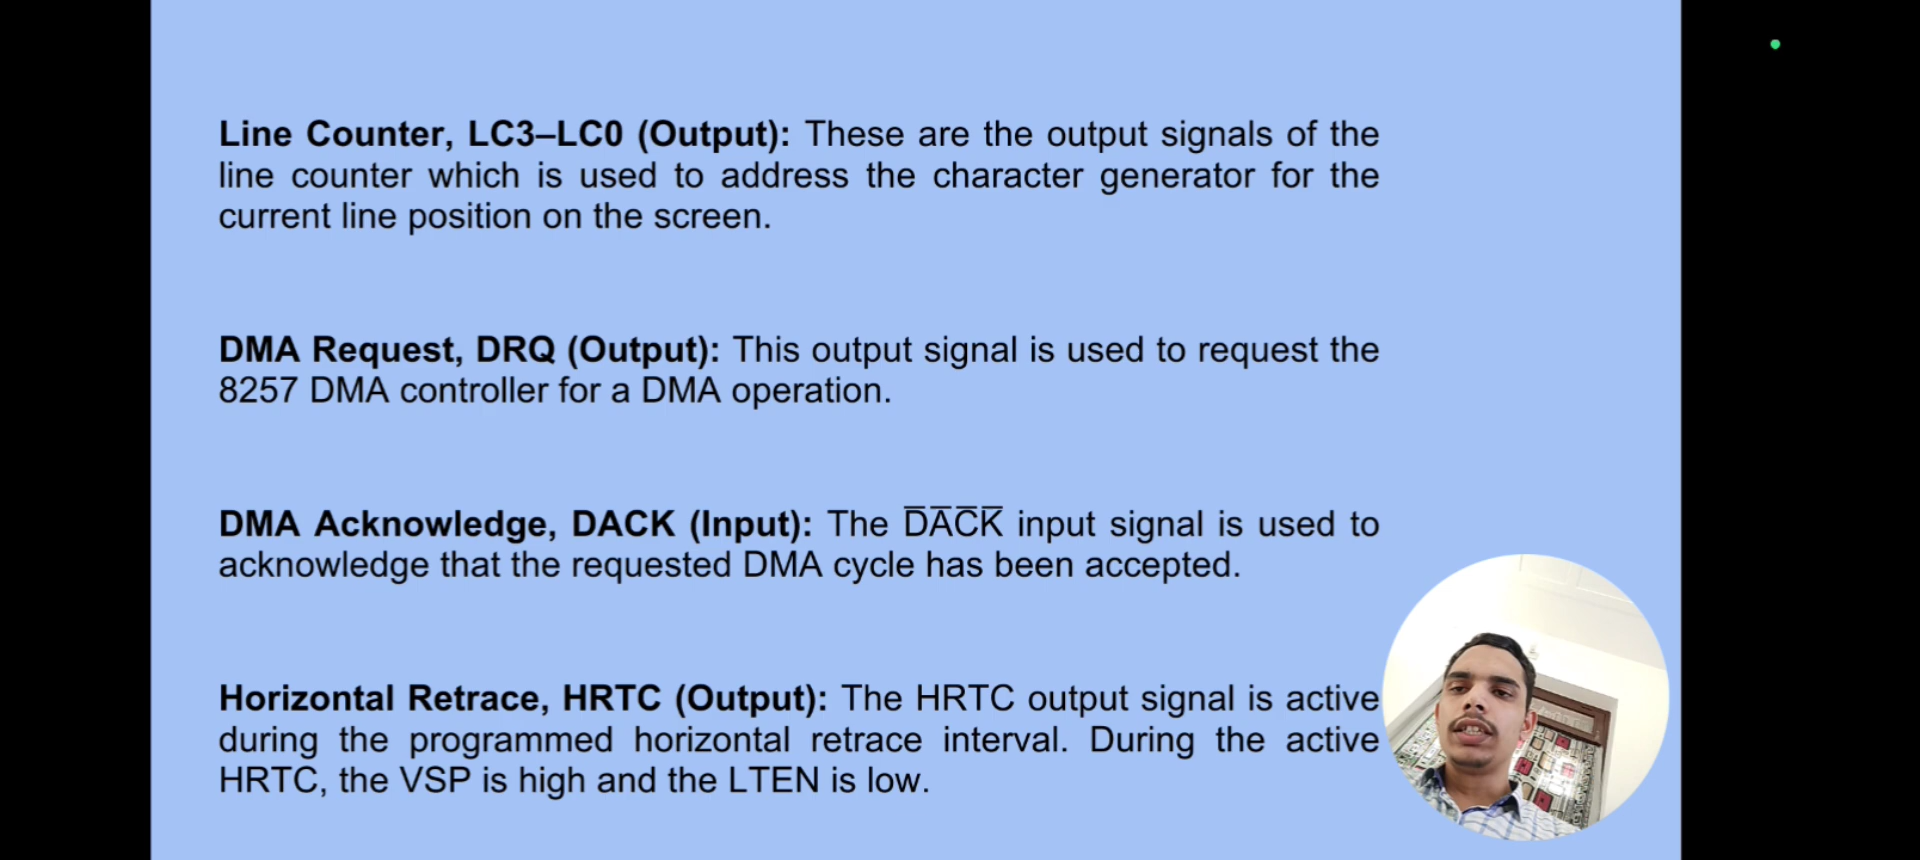 Line Counter, LC3–LC0 (Output): These are the output signals of the
line counter which is used to address the character generator for the
current line position on the screen.
DMA Request, DRQ (Output): This output signal is used to request the
8257 DMA controller for a DMA operation.
DMA Acknowledge, DACK (Input): The D̅A̅C̅K̅ input signal is used to
acknowledge that the requested DMA cycle has been accepted.
Horizontal Retrace, HRTC (Output): The HRTC output signal is active
during the programmed horizontal retrace interval. During the active
HRTC, the VSP is high and the LTEN is low.